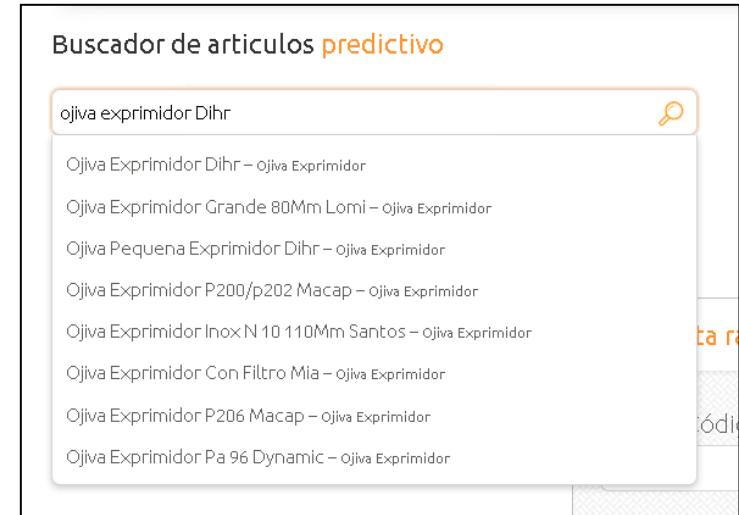 Buscador de articulos predictivo
ojiva exprimidor Dihr
Ojiva Exprimidor Dihr – Ojiva Exprimidor
Ojiva Exprimidor Grande 80Mm Lomi – Ojiva Exprimidor
Ojiva Pequena Exprimidor Dihr – Ojiva Exprimidor
Ojiva Exprimidor P200/p202 Macap – Ojiva Exprimidor
Ojiva Exprimidor Inox N 10 110Mm Santos – Ojiva Exprimidor
Ojiva Exprimidor Con Filtro Mia – Ojiva Exprimidor
Ojiva Exprimidor P206 Macap – Ojiva Exprimidor
Ojiva Exprimidor Pa 96 Dynamic – Ojiva Exprimidor